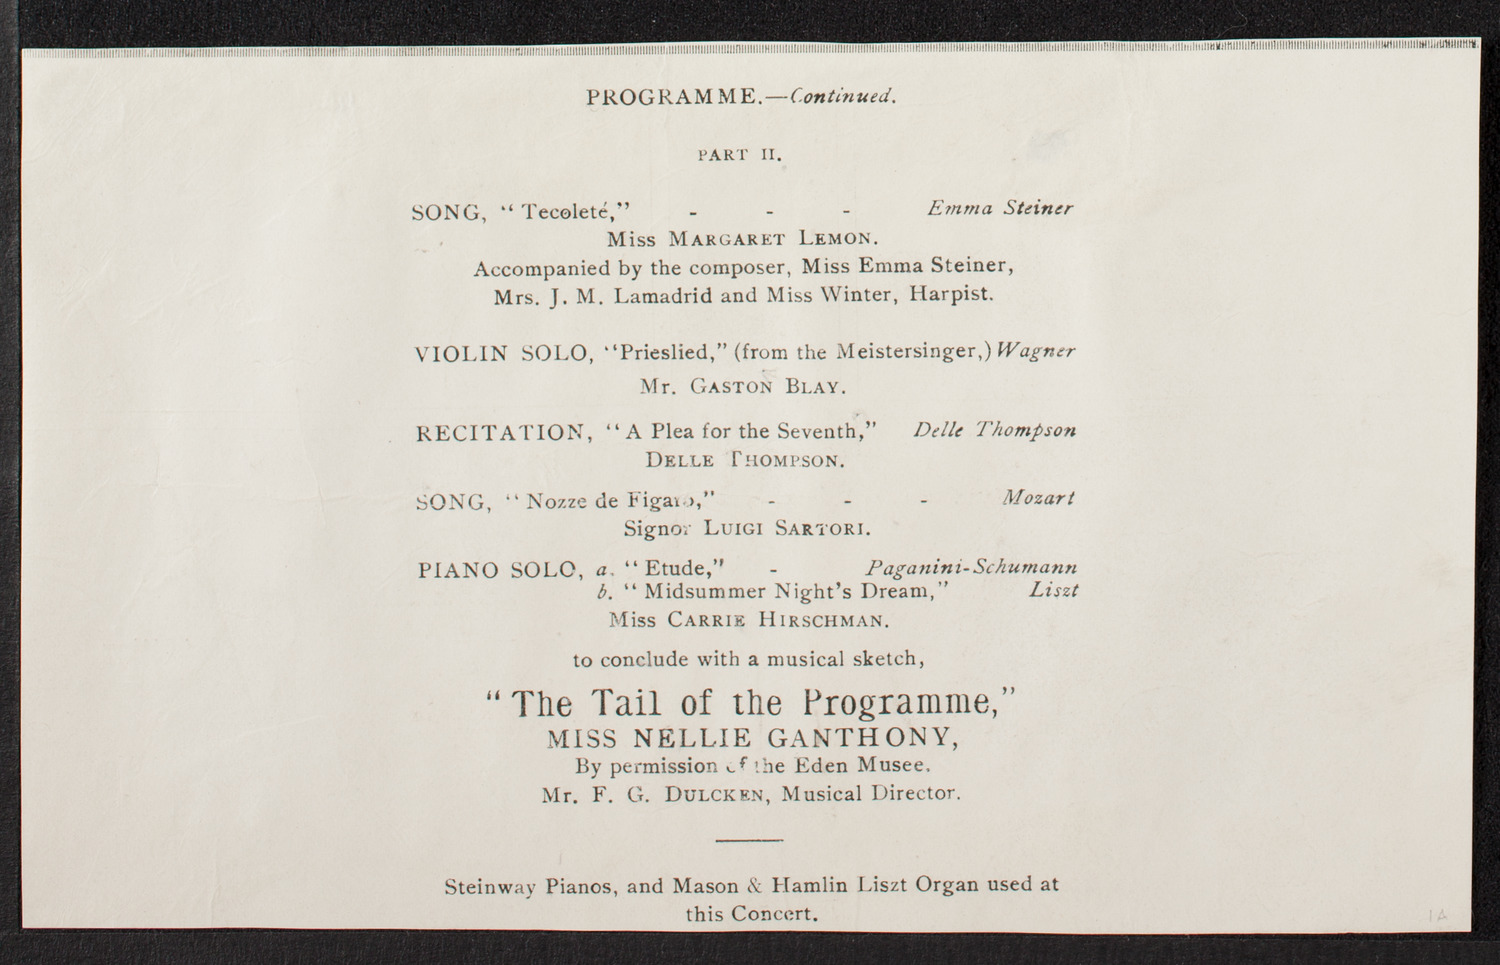 PROGRAMME.—Continued.
PART II.
SONG, “Tecoleté,” - - - Emma Steiner
Miss MARGARET LEMON.
Accompanied by the composer, Miss Emma Steiner,
Mrs. J. M. Lamadrid and Miss Winter, Harpist.
VIOLIN SOLO, “Prieslied,” (from the Meistersinger,) Wagner
Mr. GASTON BLAY.
RECITATION, “A Plea for the Seventh,” Delle Thompson
DELLE THOMPSON.
SONG, “Nozze de Figaro,” - - - Mozart
Signor LUIGI SARTORI.
PIANO SOLO, a. “Etude,” - Paganini-Schumann
b. “Midsummer Night's Dream,” Liszt
Miss CARRIE HIRSCHMAN.
to conclude with a musical sketch,
“The Tail of the Programme,”
MISS NELLIE GANTHONY,
By permission of the Eden Musee.
Mr. F. G. DULCKEN, Musical Director.
Steinway Pianos, and Mason & Hamlin Liszt Organ used at
this Concert.
1A